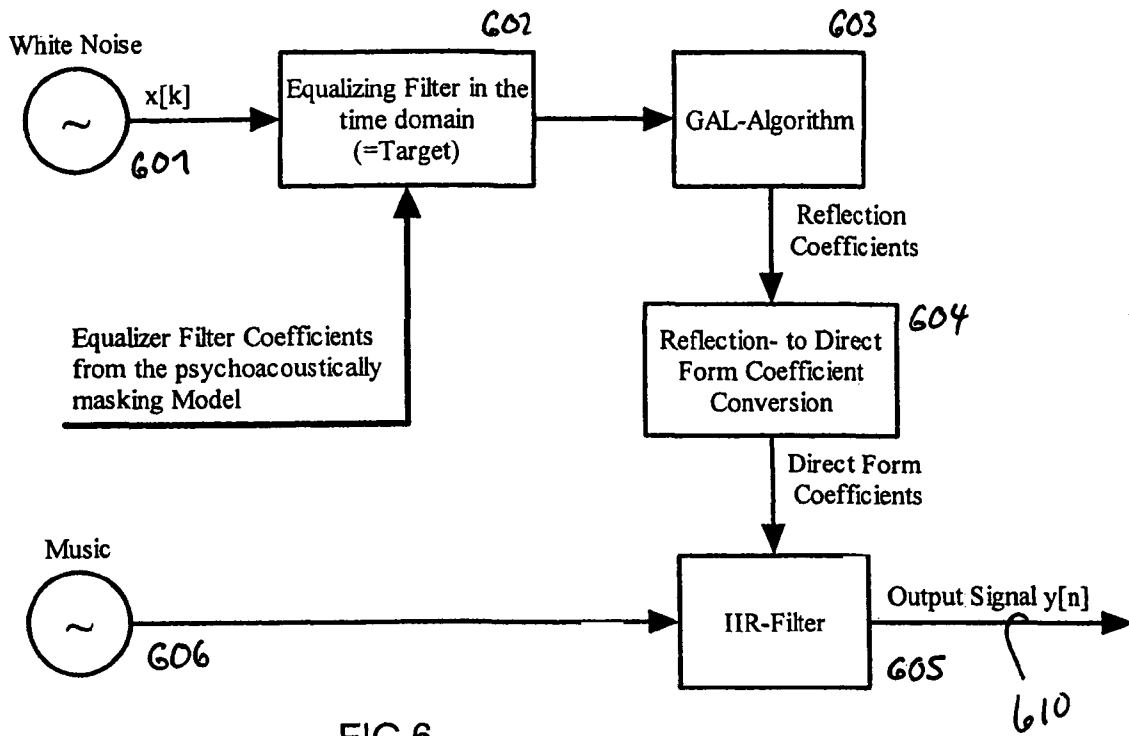 602
603
White Noise
x[k]
~
601
Equalizing Filter in the
time domain
(=Target)
GAL-Algorithm
Reflection
Coefficients
Equalizer Filter Coefficients
from the psychoacoustically
masking Model
604
Reflection- to Direct
Form Coefficient
Conversion
Direct Form
Coefficients
Music
~
606
IIR-Filter
605
Output Signal y[n]
610
FIG 6